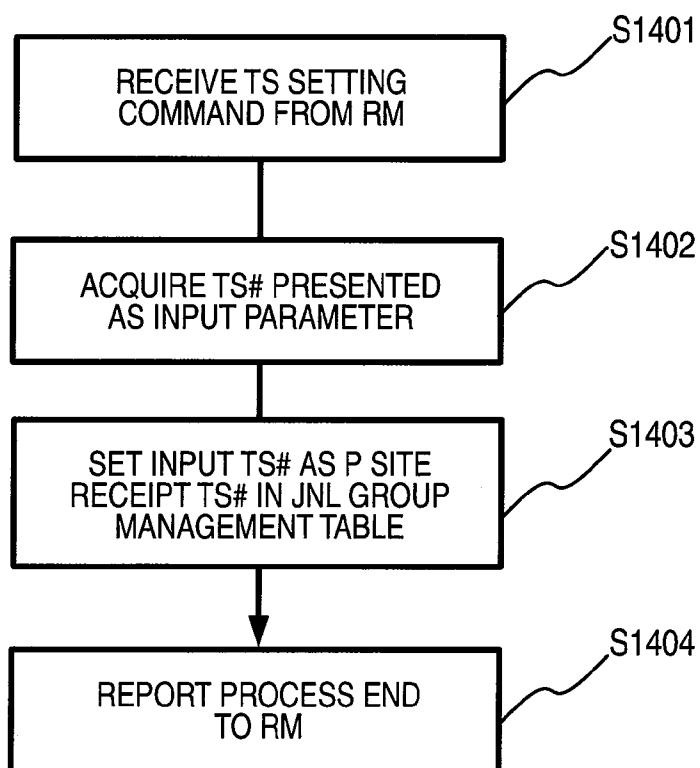 S1401
RECEIVE TS SETTING
COMMAND FROM RM
S1402
ACQUIRE TS# PRESENTED
AS INPUT PARAMETER
S1403
SET INPUT TS# AS P SITE
RECEIPT TS# IN JNL GROUP
MANAGEMENT TABLE
S1404
REPORT PROCESS END
TO RM